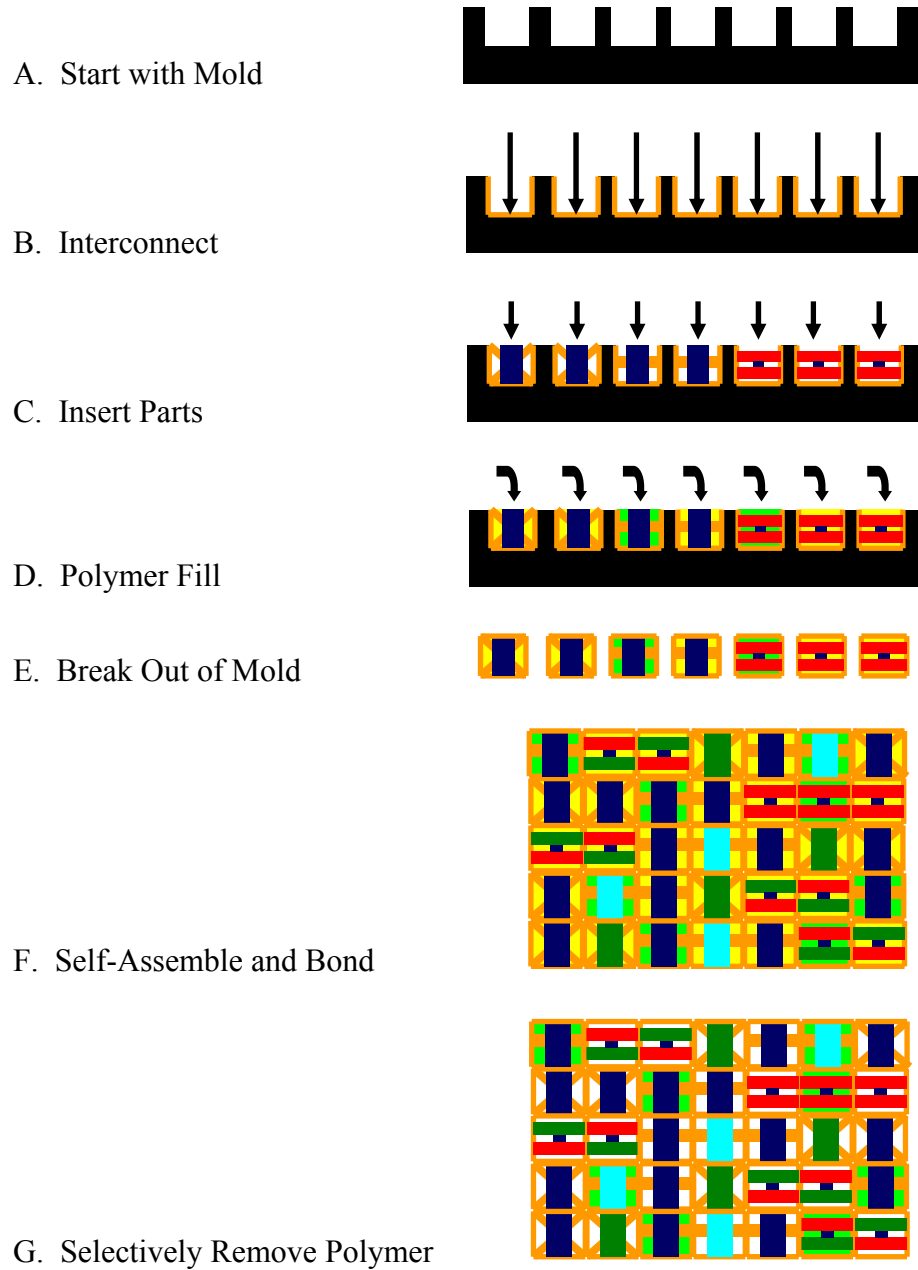 A. Start with Mold
B. Interconnect
C. Insert Parts
D. Polymer Fill
E. Break Out of Mold
F. Self-Assemble and Bond
G. Selectively Remove Polymer